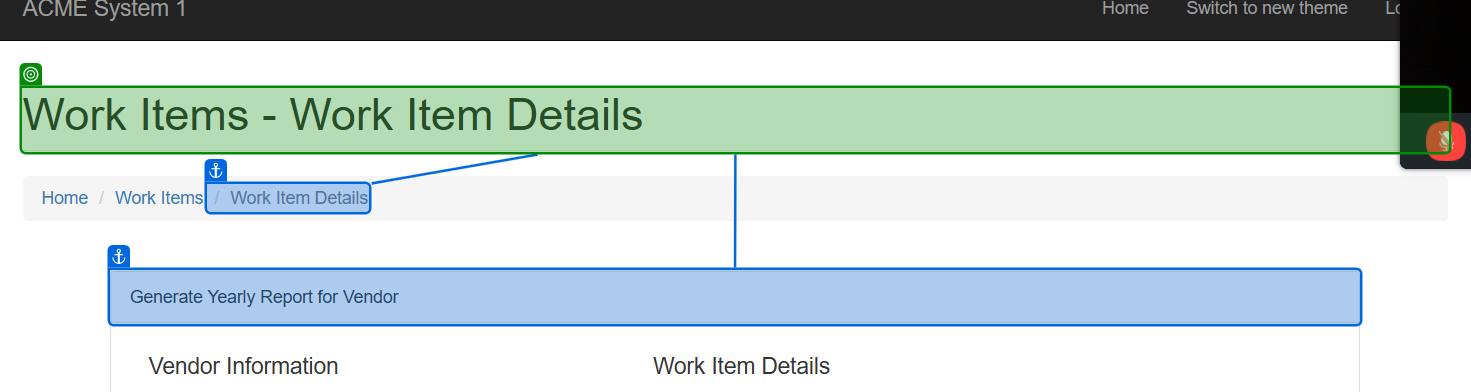 ACME System 1
Home Switch to new theme
Work Items - Work Item Details
Home / Work Items / Work Item Details
Generate Yearly Report for Vendor
Vendor Information Work Item Details